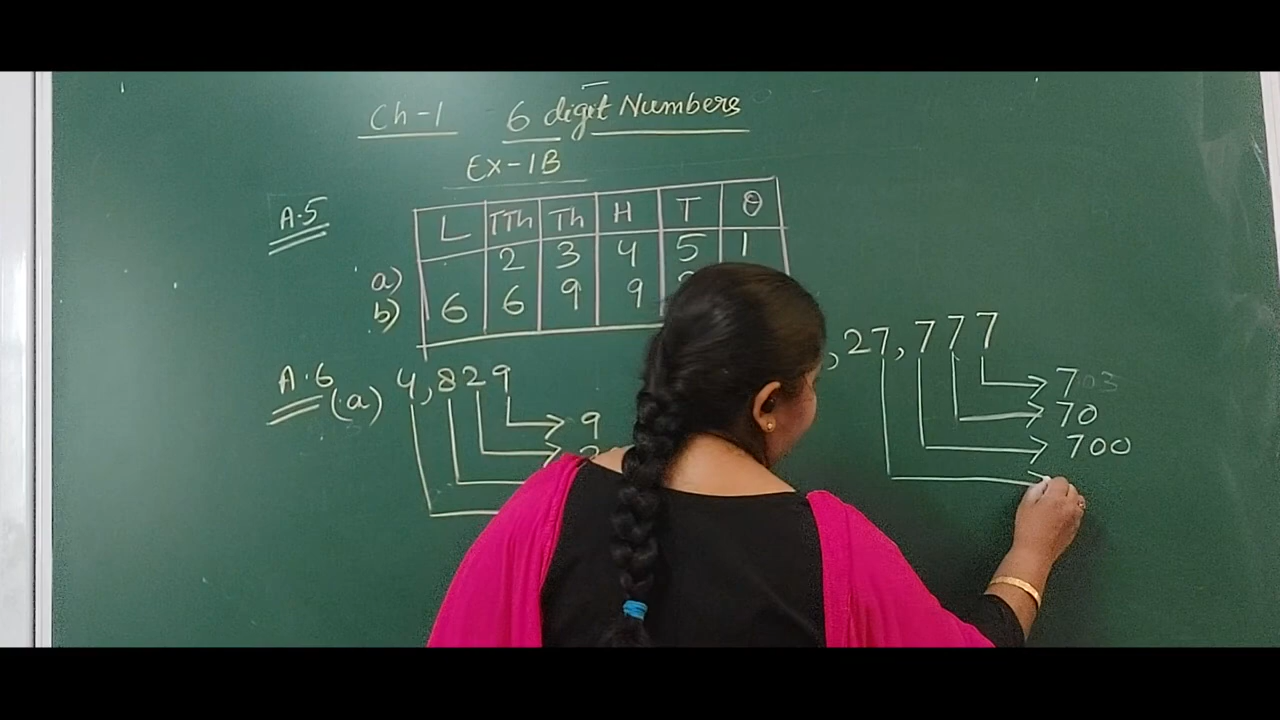 Ch-1 6 digit Numbers
Ex-1B
A.5
L TTh Th H T O
a) 2 3 4 5 1
b) 6 6 9 9
A.6 (a) 4,829
9
,27,777
7
70
700